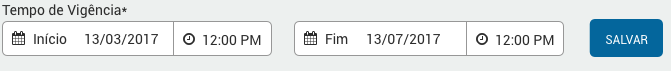 Tempo de Vigência*
Início 13/03/2017 12:00 PM Fim 13/07/2017 12:00 PM SALVAR